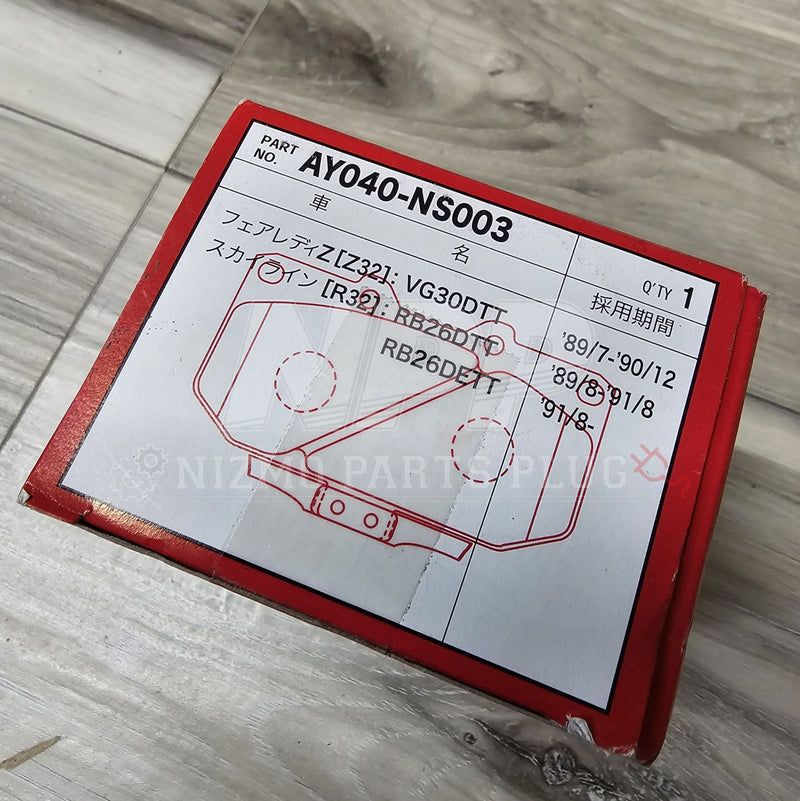 PART NO. AY040-NS003
Q'TY 1
車 名
採用期間
フェアレディZ [Z32] : VG30DTT
'89/7-'90/12
スカイライン [R32] : RB26DTT
'89/8-'91/8
RB26DETT
'91/8-
NPP
NIZMO PARTS PLUG